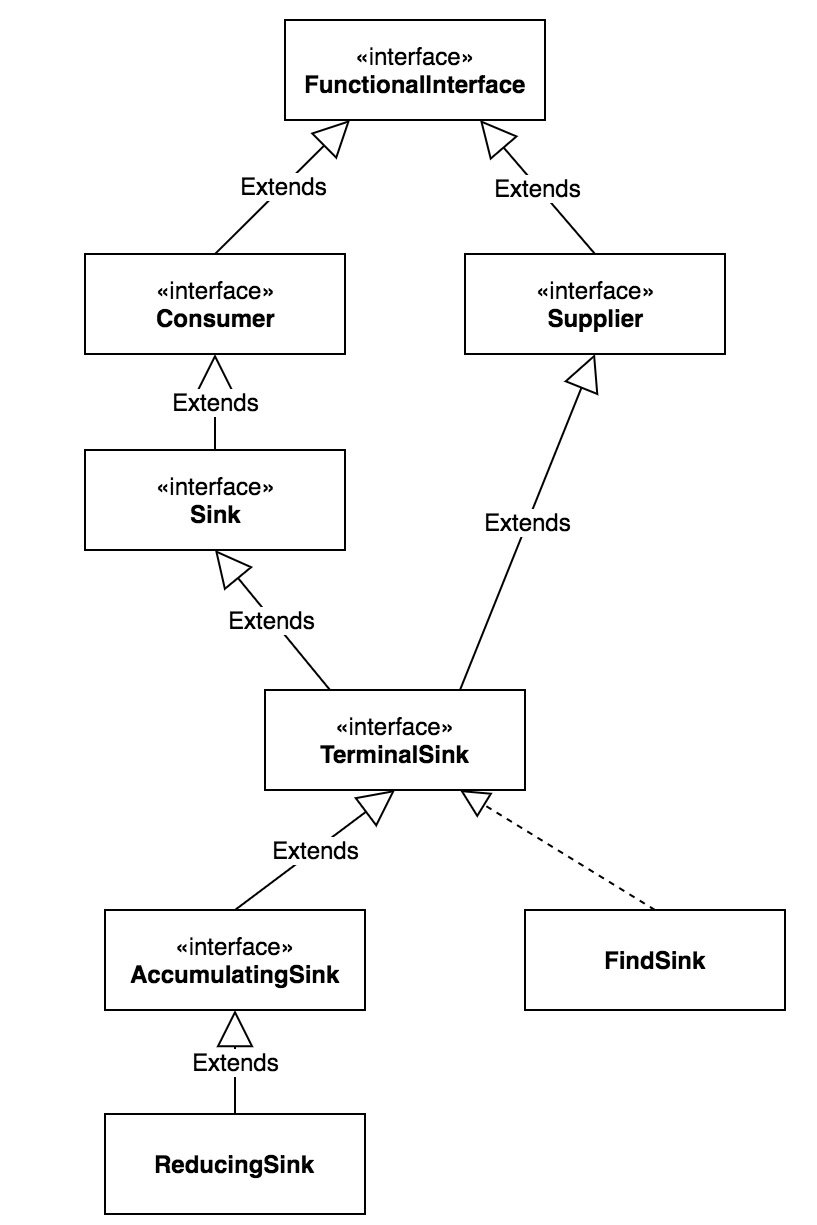 «interface»
FunctionalInterface
Extends
Extends
«interface»
Consumer
«interface»
Supplier
Extends
«interface»
Sink
Extends
Extends
«interface»
TerminalSink
Extends
«interface»
AccumulatingSink
FindSink
Extends
ReducingSink